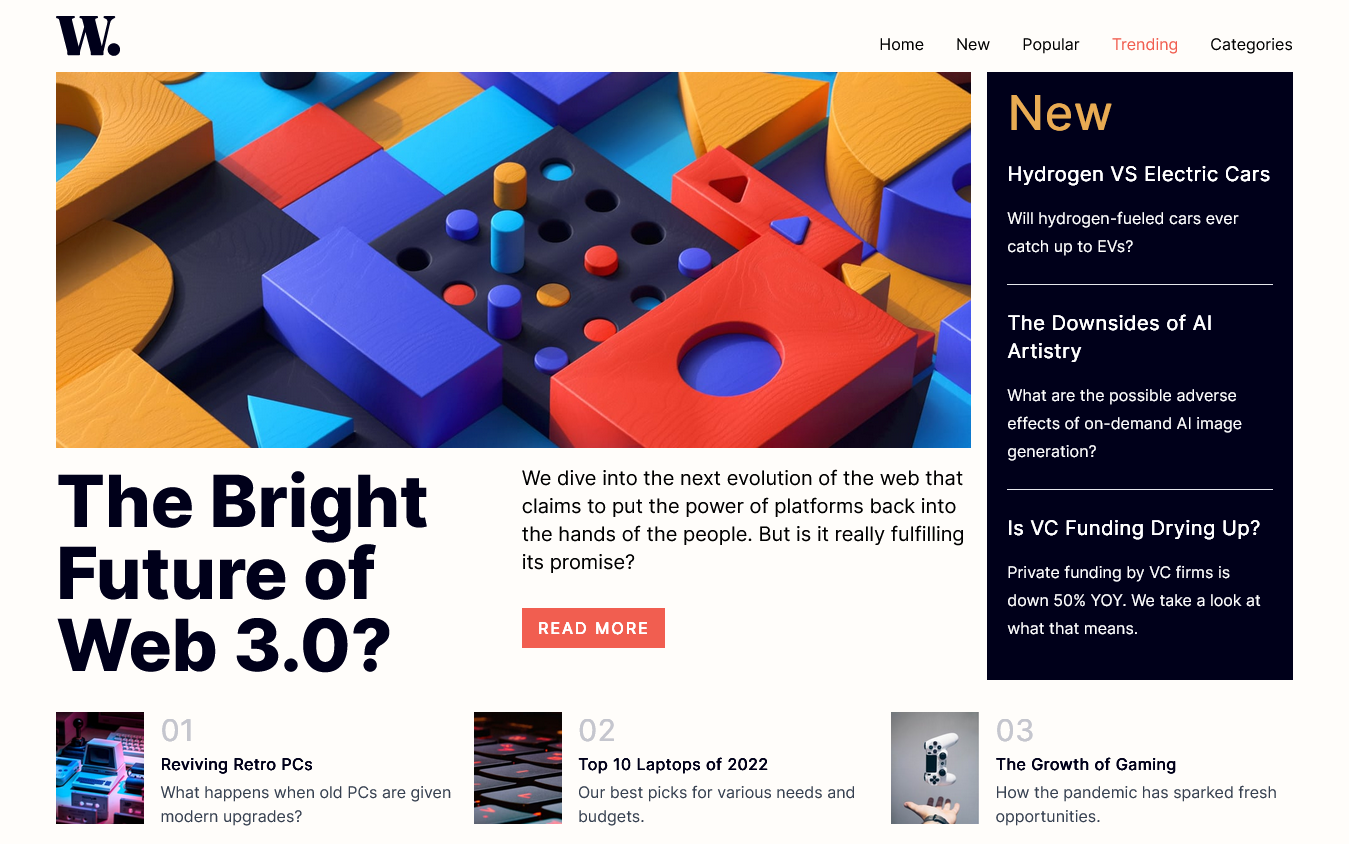 W.
Home New Popular Trending Categories
New
Hydrogen VS Electric Cars
Will hydrogen-fueled cars ever
catch up to EVs?
The Downsides of AI
Artistry
What are the possible adverse
effects of on-demand AI image
generation?
Is VC Funding Drying Up?
Private funding by VC firms is
down 50% YOY. We take a look at
what that means.
The Bright
Future of
Web 3.0?
We dive into the next evolution of the web that
claims to put the power of platforms back into
the hands of the people. But is it really fulfilling
its promise?
READ MORE
01
Reviving Retro PCs
What happens when old PCs are given
modern upgrades?
02
Top 10 Laptops of 2022
Our best picks for various needs and
budgets.
03
The Growth of Gaming
How the pandemic has sparked fresh
opportunities.